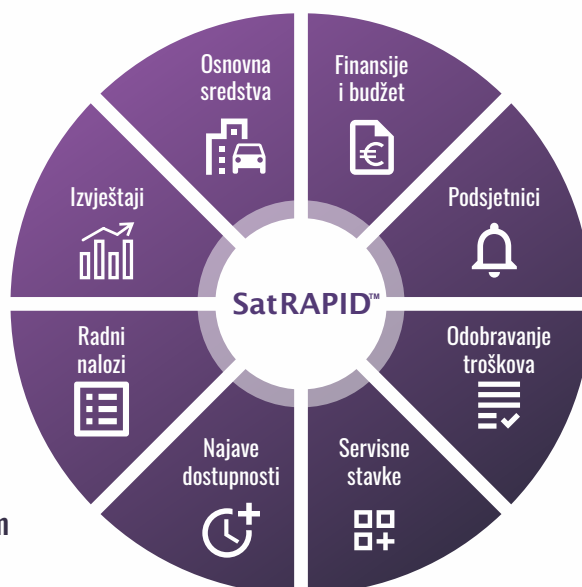 Osnovna
sredstva
Finansije
i budžet
Izvještaji
Podsjetnici
SatRAPID™
Radni
nalozi
Odobravanje
troškova
Najave
dostupnosti
Servisne
stavke